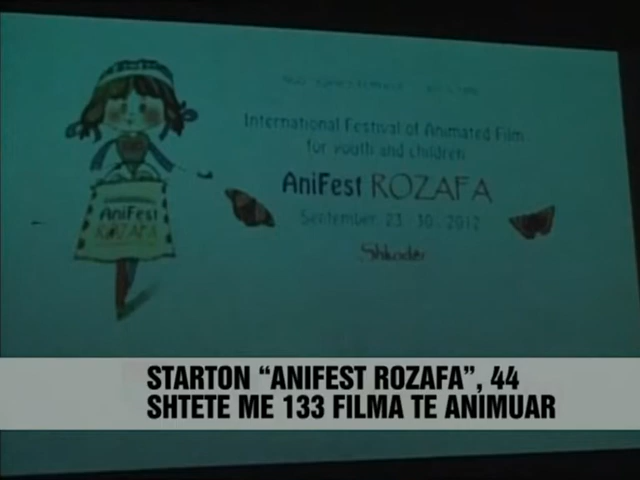 International Festival of Animated Film
for youth and children
AniFest ROZAFA
September, 23 - 30, 2012
Shkodër
AniFest
ROZAFA
STARTON “ANIFEST ROZAFA”, 44
SHTETE ME 133 FILMA TE ANIMUAR